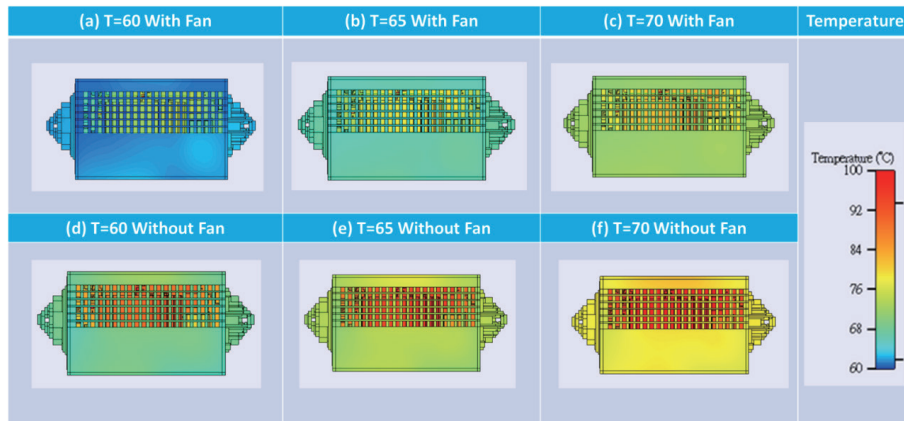 (a) T=60 With Fan
(b) T=65 With Fan
(c) T=70 With Fan
Temperature
Temperature (°C)
100
92
84
76
68
60
(d) T=60 Without Fan
(e) T=65 Without Fan
(f) T=70 Without Fan